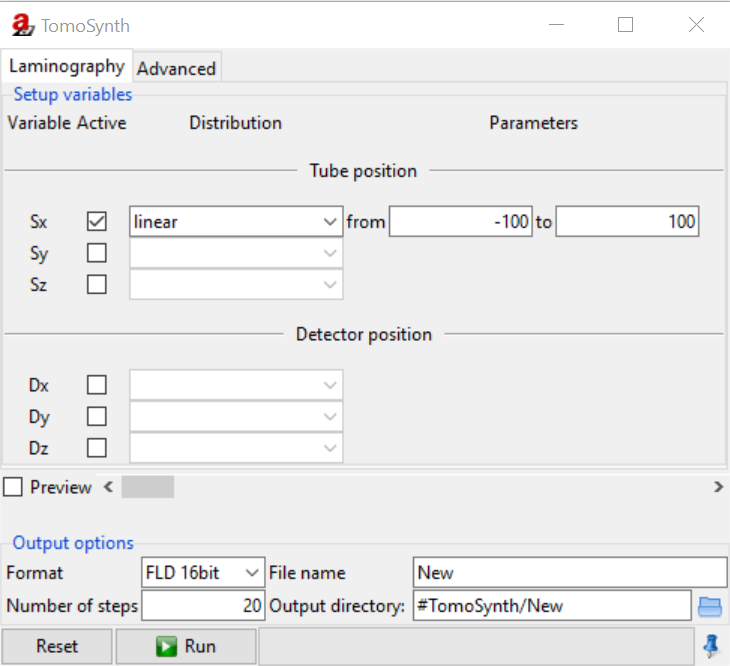 TomoSynth
Laminography Advanced
Setup variables
Variable Active Distribution Parameters
Tube position
Sx linear from -100 to 100
Sy
Sz
Detector position
Dx
Dy
Dz
Preview
Output options
Format FLD 16bit File name New
Number of steps 20 Output directory: #TomoSynth/New
Reset Run